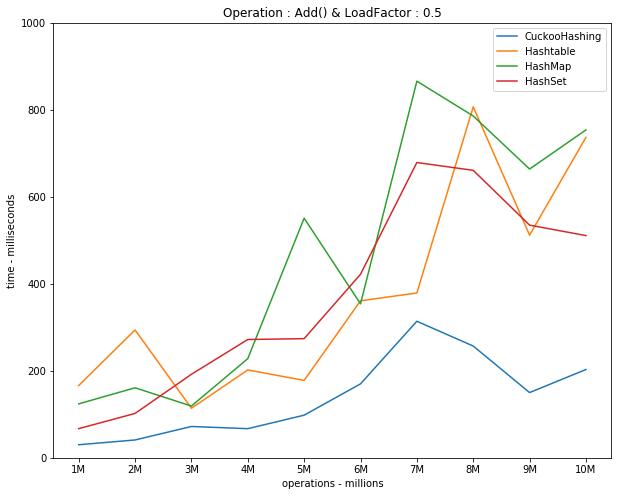 Operation : Add() & LoadFactor : 0.5
CuckooHashing
Hashtable
HashMap
HashSet
time - milliseconds
1000
800
600
400
200
0
1M 2M 3M 4M 5M 6M 7M 8M 9M 10M
operations - millions